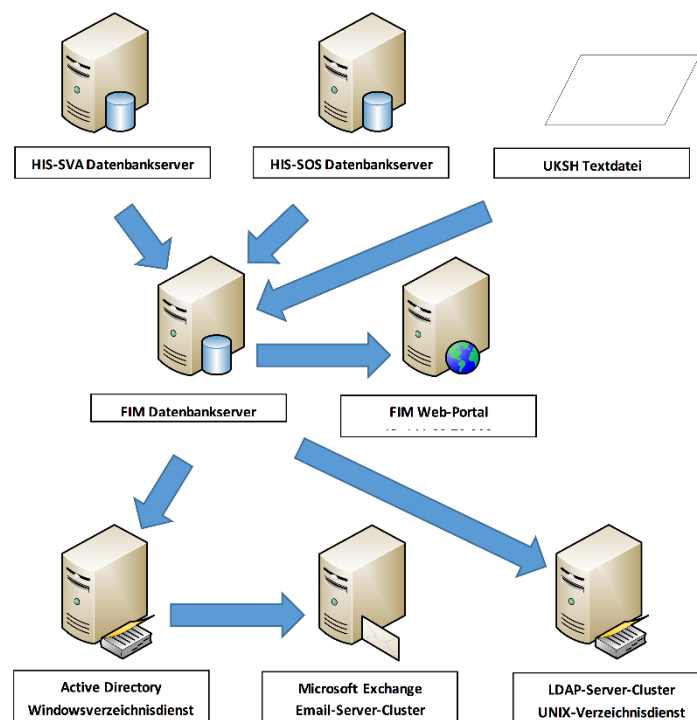 HIS-SVA Datenbankserver
HIS-SOS Datenbankserver
UKSH Textdatei
FIM Datenbankserver
FIM Web-Portal
Active Directory
Windowsverzeichnisdienst
Microsoft Exchange
Email-Server-Cluster
LDAP-Server-Cluster
UNIX-Verzeichnisdienst